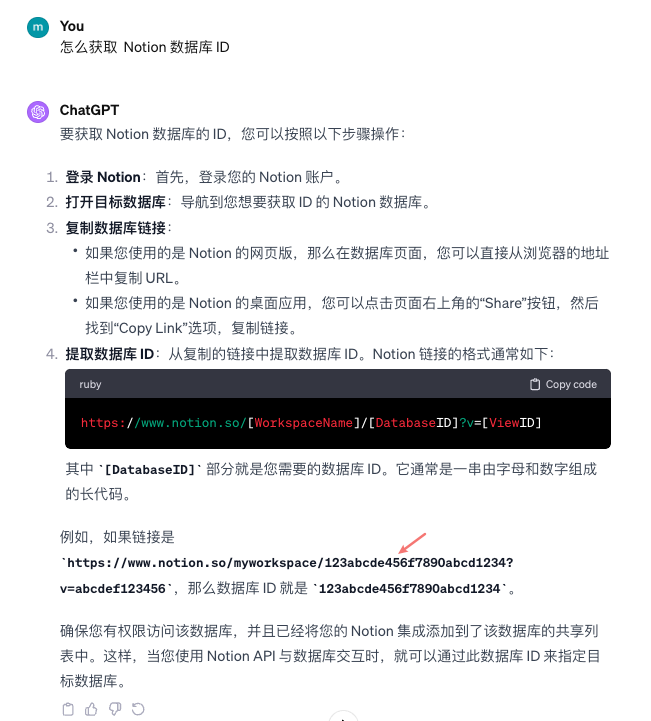 m
You
怎么获取 Notion 数据库 ID
ChatGPT
要获取 Notion 数据库的 ID，您可以按照以下步骤操作：
1. 登录 Notion：首先，登录您的 Notion 账户。
2. 打开目标数据库：导航到您想要获取 ID 的 Notion 数据库。
3. 复制数据库链接：
• 如果您使用的是 Notion 的网页版，那么在数据库页面，您可以直接从浏览器的地址
栏中复制 URL。
• 如果您使用的是 Notion 的桌面应用，您可以点击页面右上角的“Share”按钮，然后
找到“Copy Link”选项，复制链接。
4. 提取数据库 ID：从复制的链接中提取数据库 ID。Notion 链接的格式通常如下：
ruby
Copy code
https://www.notion.so/[WorkspaceName]/[DatabaseID]?v=[ViewID]
其中 `[DatabaseID]` 部分就是您需要的数据库 ID。它通常是一串由字母和数字组成
的长代码。
例如，如果链接是
`https://www.notion.so/myworkspace/123abcde456f7890abcd1234?
v=abcdef123456`，那么数据库 ID 就是 `123abcde456f7890abcd1234`。
确保您有权限访问该数据库，并且已经将您的 Notion 集成添加到了该数据库的共享列
表中。这样，当您使用 Notion API 与数据库交互时，就可以通过此数据库 ID 来指定目
标数据库。